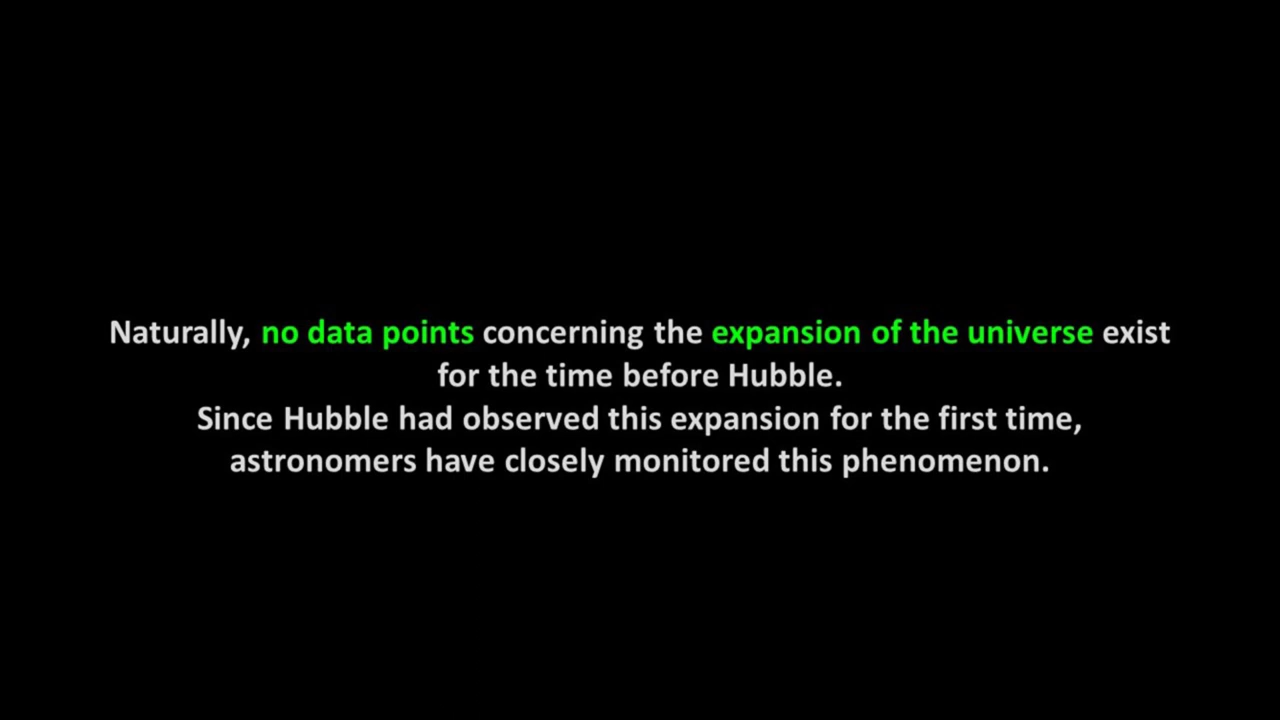 Naturally, no data points concerning the expansion of the universe exist
for the time before Hubble.
Since Hubble had observed this expansion for the first time,
astronomers have closely monitored this phenomenon.